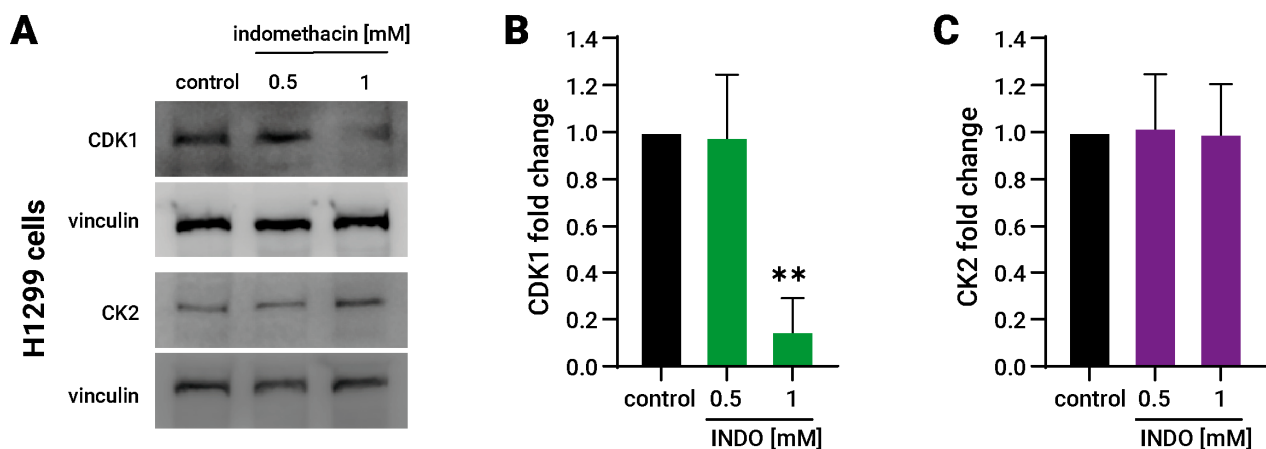 A
indomethacin [mM]
control 0.5 1
CDK1
vinculin
CK2
vinculin
H1299 cells
B
CDK1 fold change
1.4
1.2
1.0
0.8
0.6
0.4
0.2
0.0
**
control 0.5 1
INDO [mM]
C
CK2 fold change
1.4
1.2
1.0
0.8
0.6
0.4
0.2
0.0
control 0.5 1
INDO [mM]